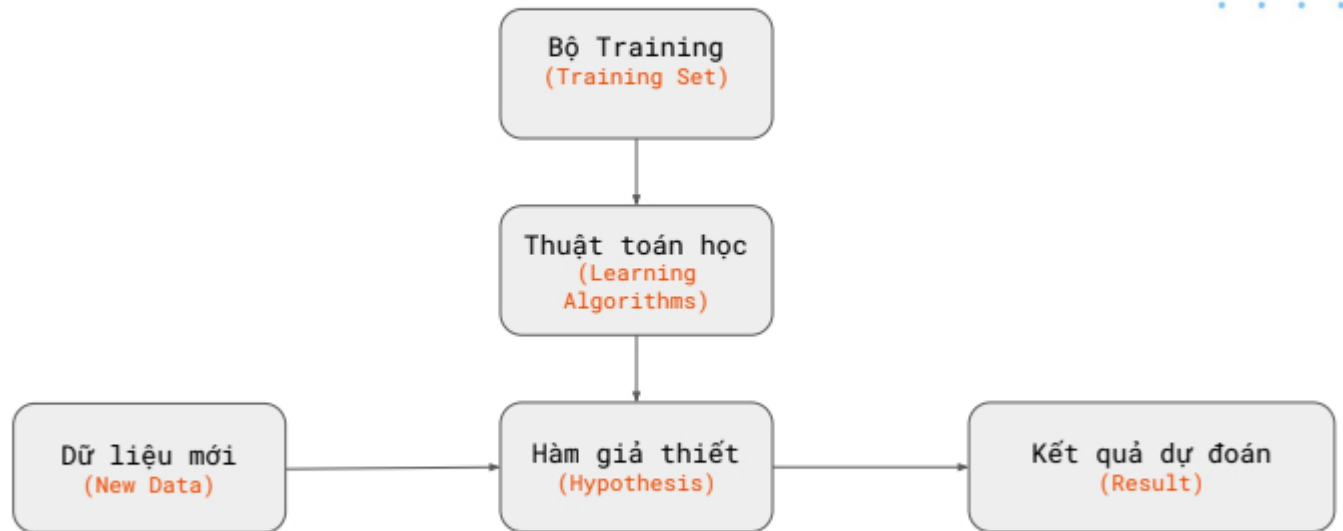 Bộ Training
(Training Set)
Thuật toán học
(Learning
Algorithms)
Dữ liệu mới
(New Data)
Hàm giả thiết
(Hypothesis)
Kết quả dự đoán
(Result)